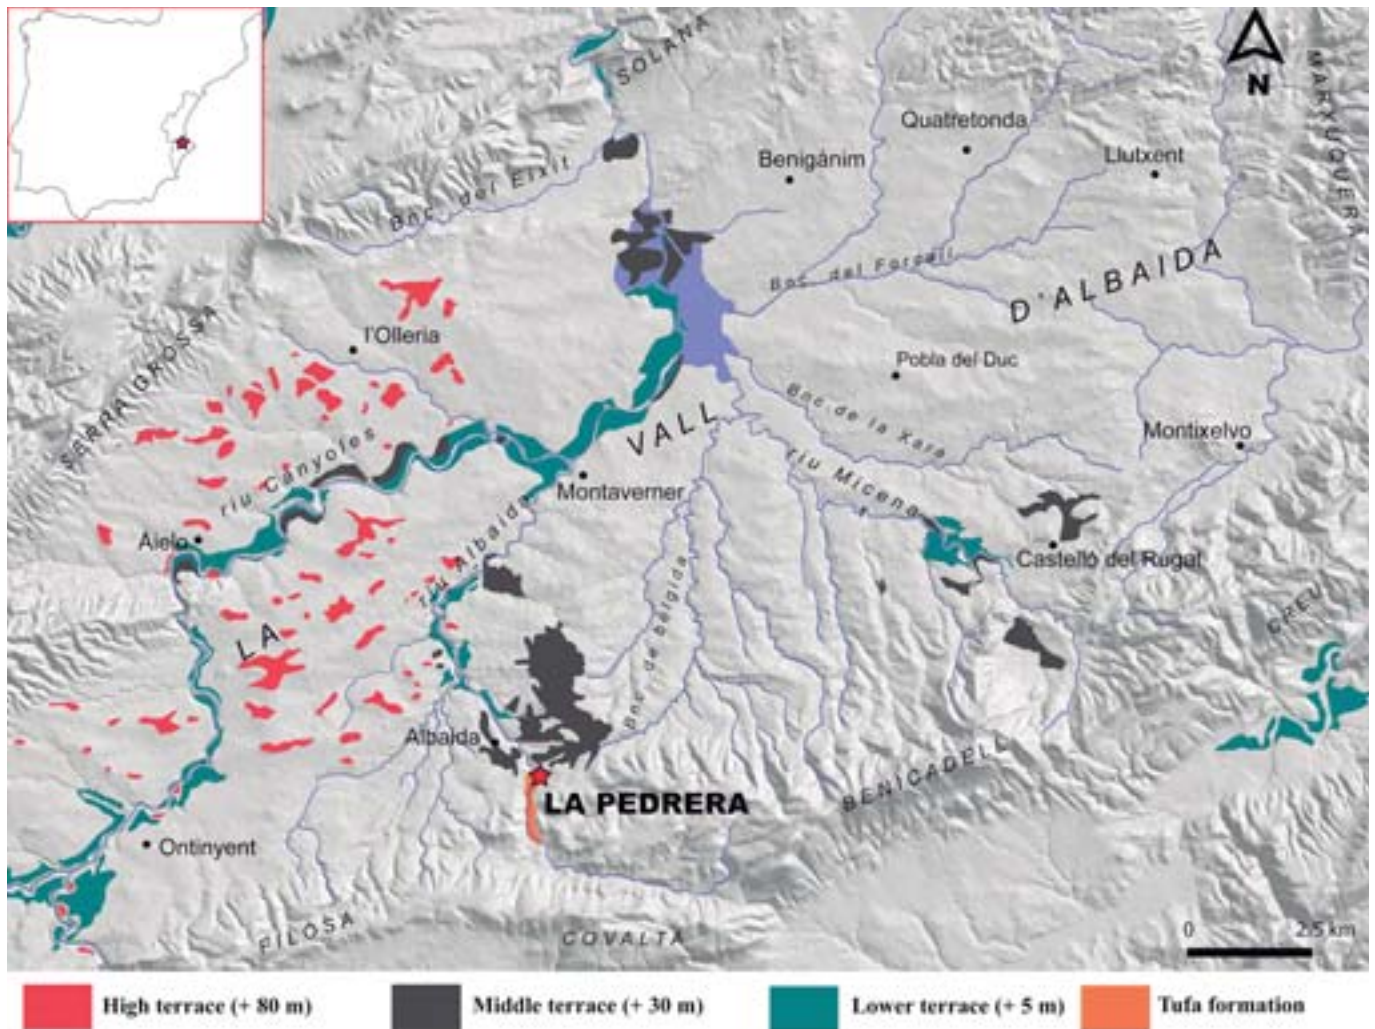 SOLANA
MARXUQUERA
N
Quatretonda
Benigánim
Llutxent
Bnc. del Eixit
Bnc. del Forcall
D'ALBAIDA
l'Olleria
SERRA GROSSA
Pobla del Duc
Bnc. de la Xara
VALL
Montixelvo
riu Canyoles
riu Micena
Montaverner
Aielo
riu Albaida
Castelló del Rugat
Bnc. de bélgida
CREU
LA
Albaida
BENICADELL
LA PEDRERA
Ontinyent
FILOSA
COVALTA
0 2.5 km
High terrace (+ 80 m) Middle terrace (+ 30 m) Lower terrace (+ 5 m) Tufa formation